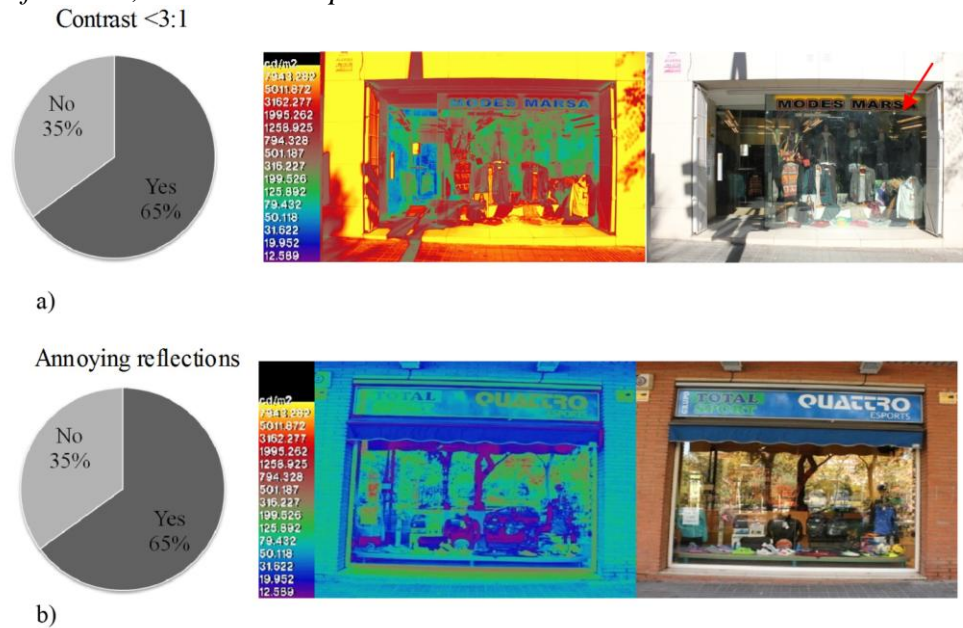 Contrast <3:1
No
35%
Yes
65%
cd/m2
7943.282
5011.872
3162.277
1995.262
1258.925
794.328
501.187
316.227
199.526
125.892
79.432
50.118
31.622
19.952
12.589
MODES MARSA
MODES MARS
a)
Annoying reflections
No
35%
Yes
65%
cd/m2
7943.282
5011.872
3162.277
1995.262
1258.925
794.328
501.187
316.227
199.526
125.892
79.432
50.118
31.622
19.952
12.589
TOTAL
SPORT
QUATTRO
ESPORTS
TOTAL
SPORT
QUATTRO
ESPORTS
b)